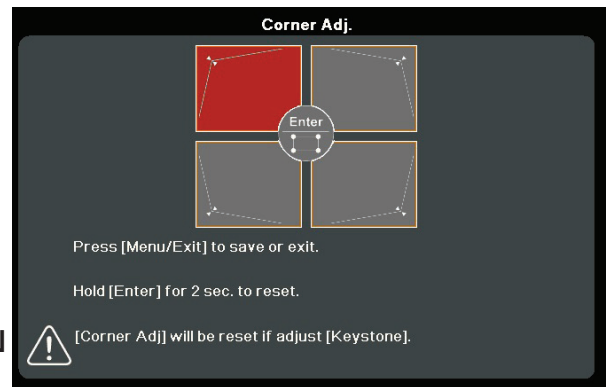 Corner Adj.
Enter
Press [Menu/Exit] to save or exit.
Hold [Enter] for 2 sec. to reset.
[Corner Adj] will be reset if adjust [Keystone].